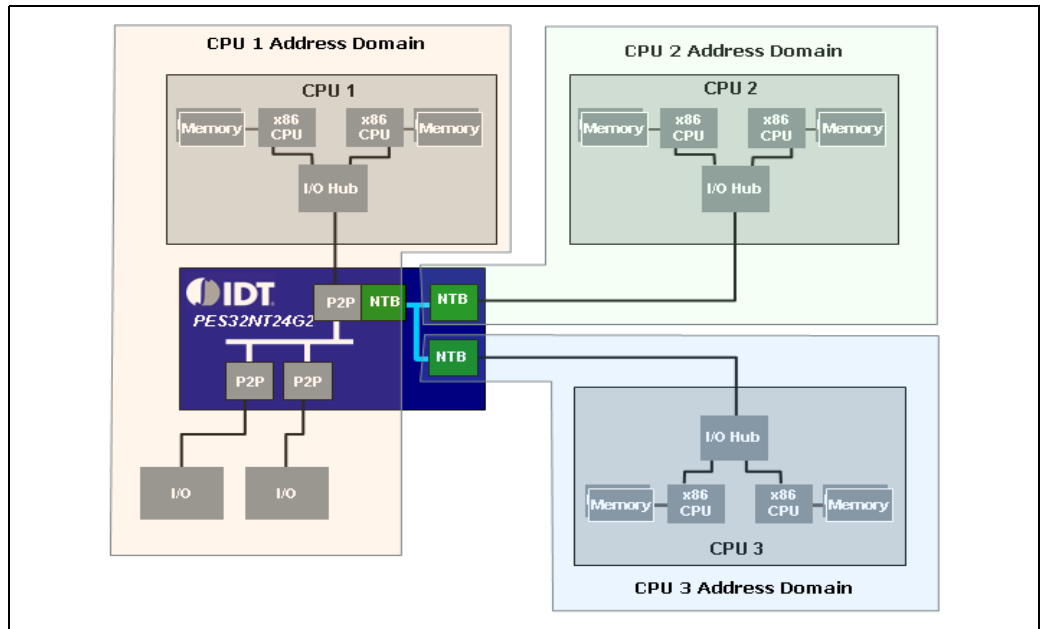 CPU 1 Address Domain
CPU 1
Memory
x86
CPU
x86
CPU
Memory
I/O Hub
CPU 2 Address Domain
CPU 2
Memory
x86
CPU
x86
CPU
Memory
I/O Hub
IDT
PES32NT24G2
P2P
NTB
NTB
NTB
P2P
P2P
I/O
I/O
I/O Hub
Memory
x86
CPU
x86
CPU
Memory
CPU 3
CPU 3 Address Domain